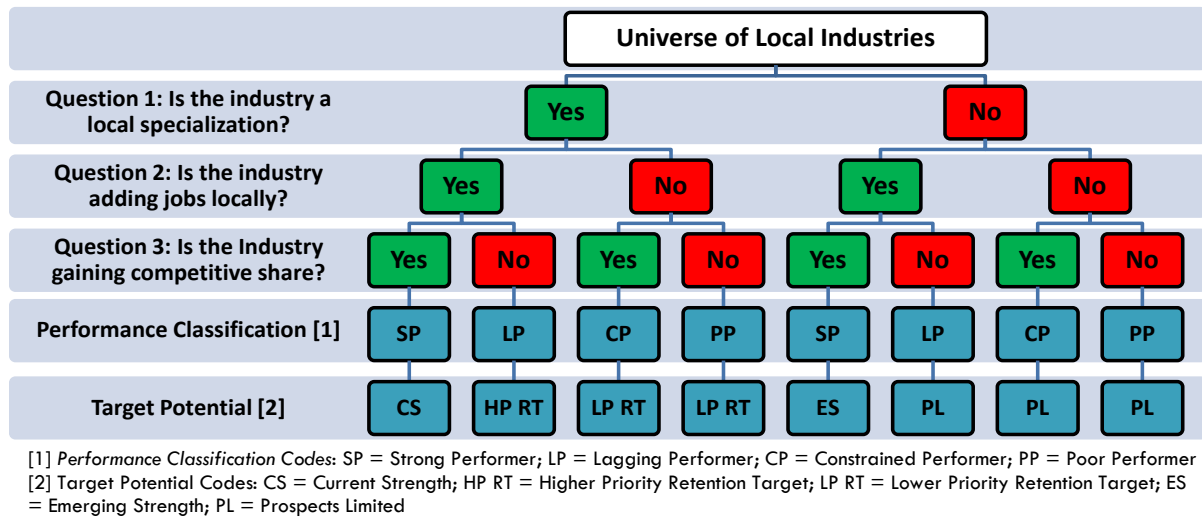 Universe of Local Industries
Question 1: Is the industry a
local specialization?
Yes
No
Question 2: Is the industry
adding jobs locally?
Yes
No
Yes
No
Question 3: Is the Industry
gaining competitive share?
Yes
No
Yes
No
Yes
No
Yes
No
Performance Classification [1]
SP
LP
CP
PP
SP
LP
CP
PP
Target Potential [2]
CS
HP RT
LP RT
LP RT
ES
PL
PL
PL
[1] Performance Classification Codes: SP = Strong Performer; LP = Lagging Performer; CP = Constrained Performer; PP = Poor Performer
[2] Target Potential Codes: CS = Current Strength; HP RT = Higher Priority Retention Target; LP RT = Lower Priority Retention Target; ES
= Emerging Strength; PL = Prospects Limited